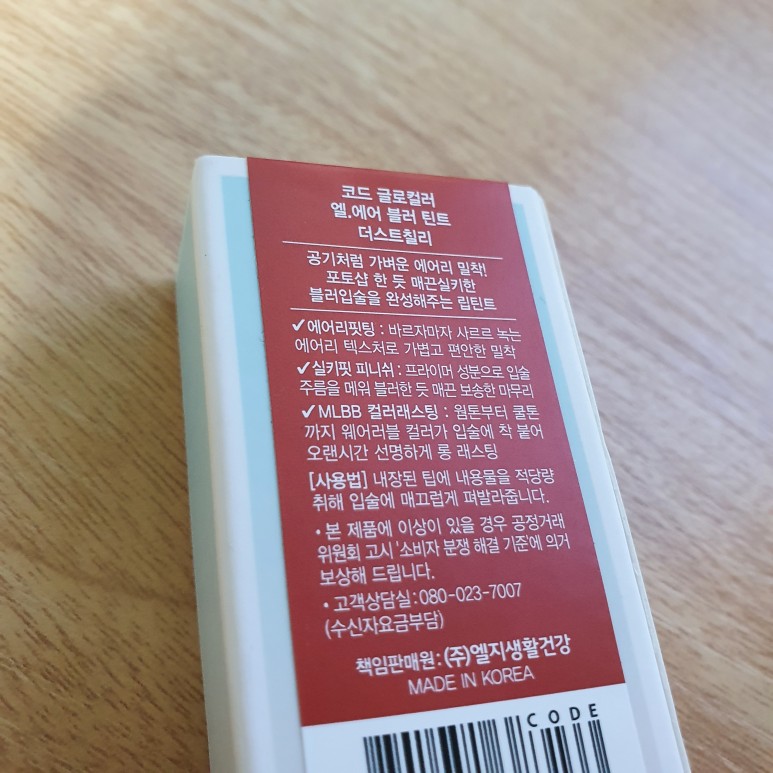 코드 글로컬러
엘.에어 블러 틴트
더스트칠리
공기처럼 가벼운 에어리 밀착!
포토샵 한 듯 매끈실키한
블러입술을 완성해주는 립틴트
✓에어리핏팅 : 바르자마자 사르르 녹는
에어리 텍스처로 가볍고 편안한 밀착
✓실키핏 피니쉬 : 프라이머 성분으로 입술
주름을 메워 블러한 듯 매끈 보송한 마무리
✓MLBB 컬러래스팅 : 웜톤부터 쿨톤
까지 웨어러블 컬러가 입술에 착 붙어
오랜시간 선명하게 롱 래스팅
[사용법] 내장된 팁에 내용물을 적당량
취해 입술에 매끄럽게 펴발라줍니다.
• 본 제품에 이상이 있을 경우 공정거래
위원회 고시 '소비자 분쟁 해결 기준'에 의거
보상해 드립니다.
• 고객상담실 : 080-023-7007
(수신자요금부담)
책임판매원 : (주)엘지생활건강
MADE IN KOREA
CODE